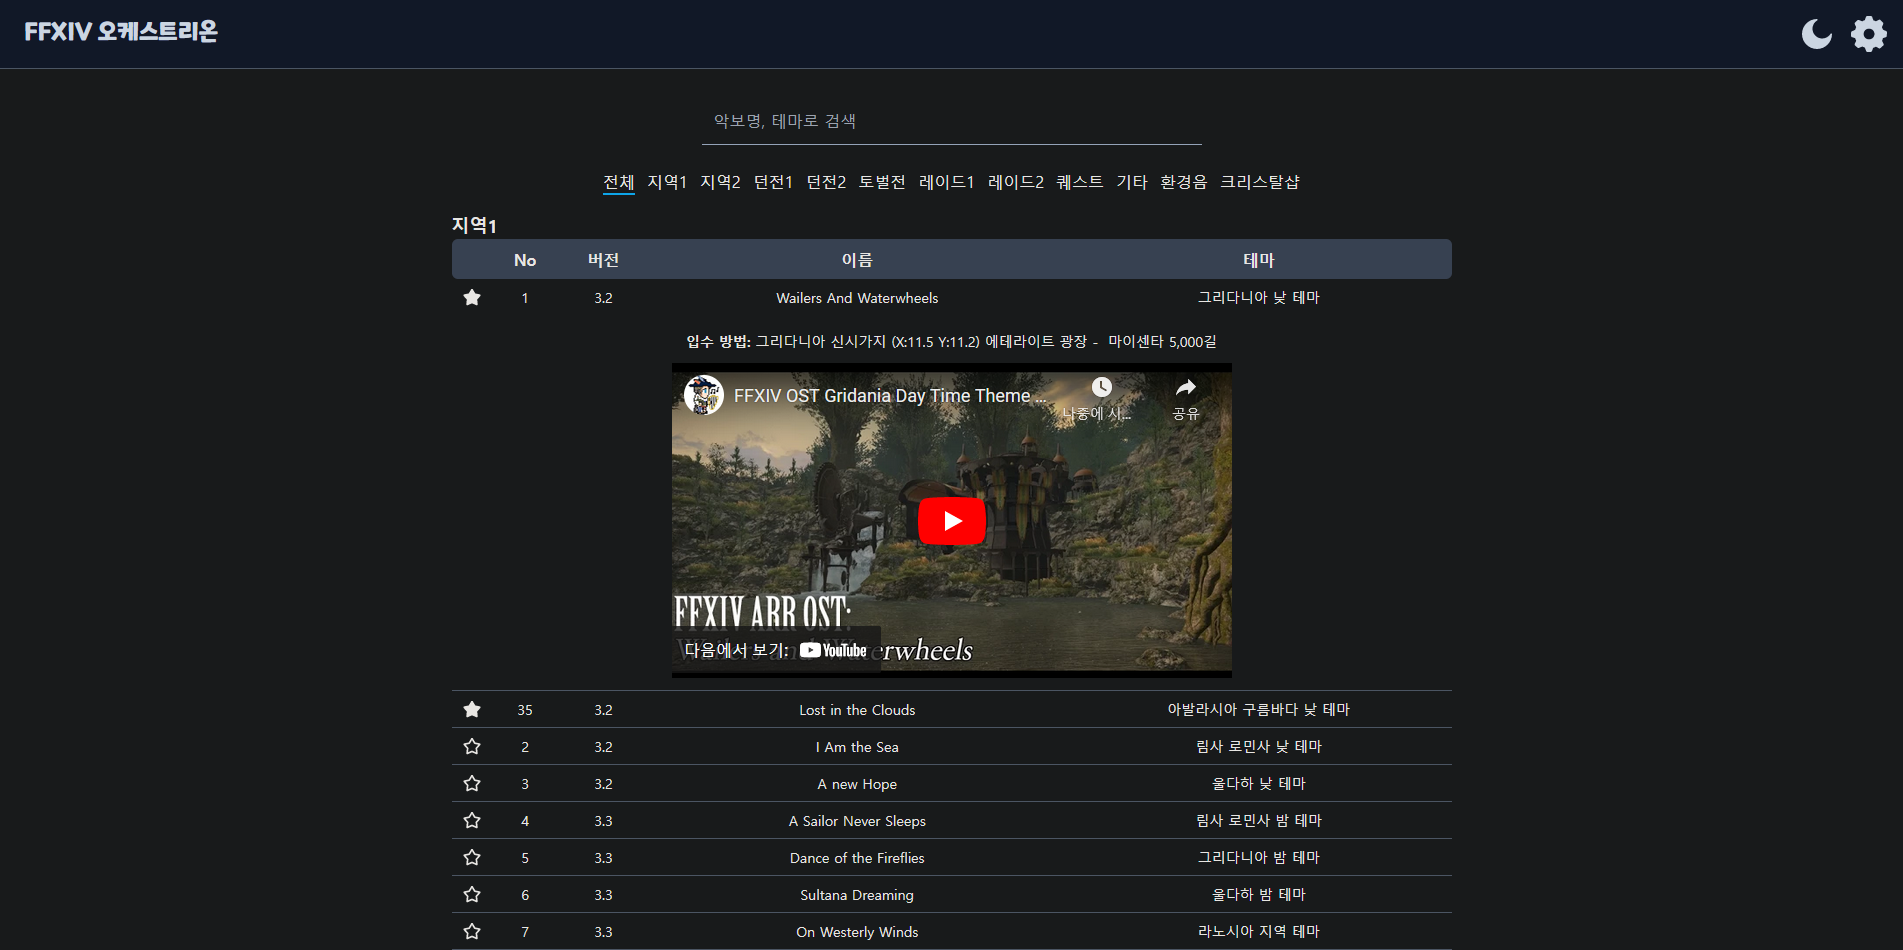 FFXIV 오케스트리온
악보명, 테마로 검색
전체 지역1 지역2 던전1 던전2 토벌전 레이드1 레이드2 퀘스트 기타 환경음 크리스탈샵
지역1
No 버전 이름 테마
1 3.2 Wailers And Waterwheels 그리다니아 낮 테마
입수 방법: 그리다니아 신시가지 (X:11.5 Y:11.2) 에테라이트 광장 - 마이센타 5,000길
FFXIV OST Gridania Day Time Theme ...
나중에 시...
공유
FFXIV ARR OST:
Wailers and Waterwheels
다음에서 보기: YouTube
35 3.2 Lost in the Clouds 아발라시아 구름바다 낮 테마
2 3.2 I Am the Sea 림사 로민사 낮 테마
3 3.2 A new Hope 울다하 낮 테마
4 3.3 A Sailor Never Sleeps 림사 로민사 밤 테마
5 3.3 Dance of the Fireflies 그리다니아 밤 테마
6 3.3 Sultana Dreaming 울다하 밤 테마
7 3.3 On Westerly Winds 라노시아 지역 테마